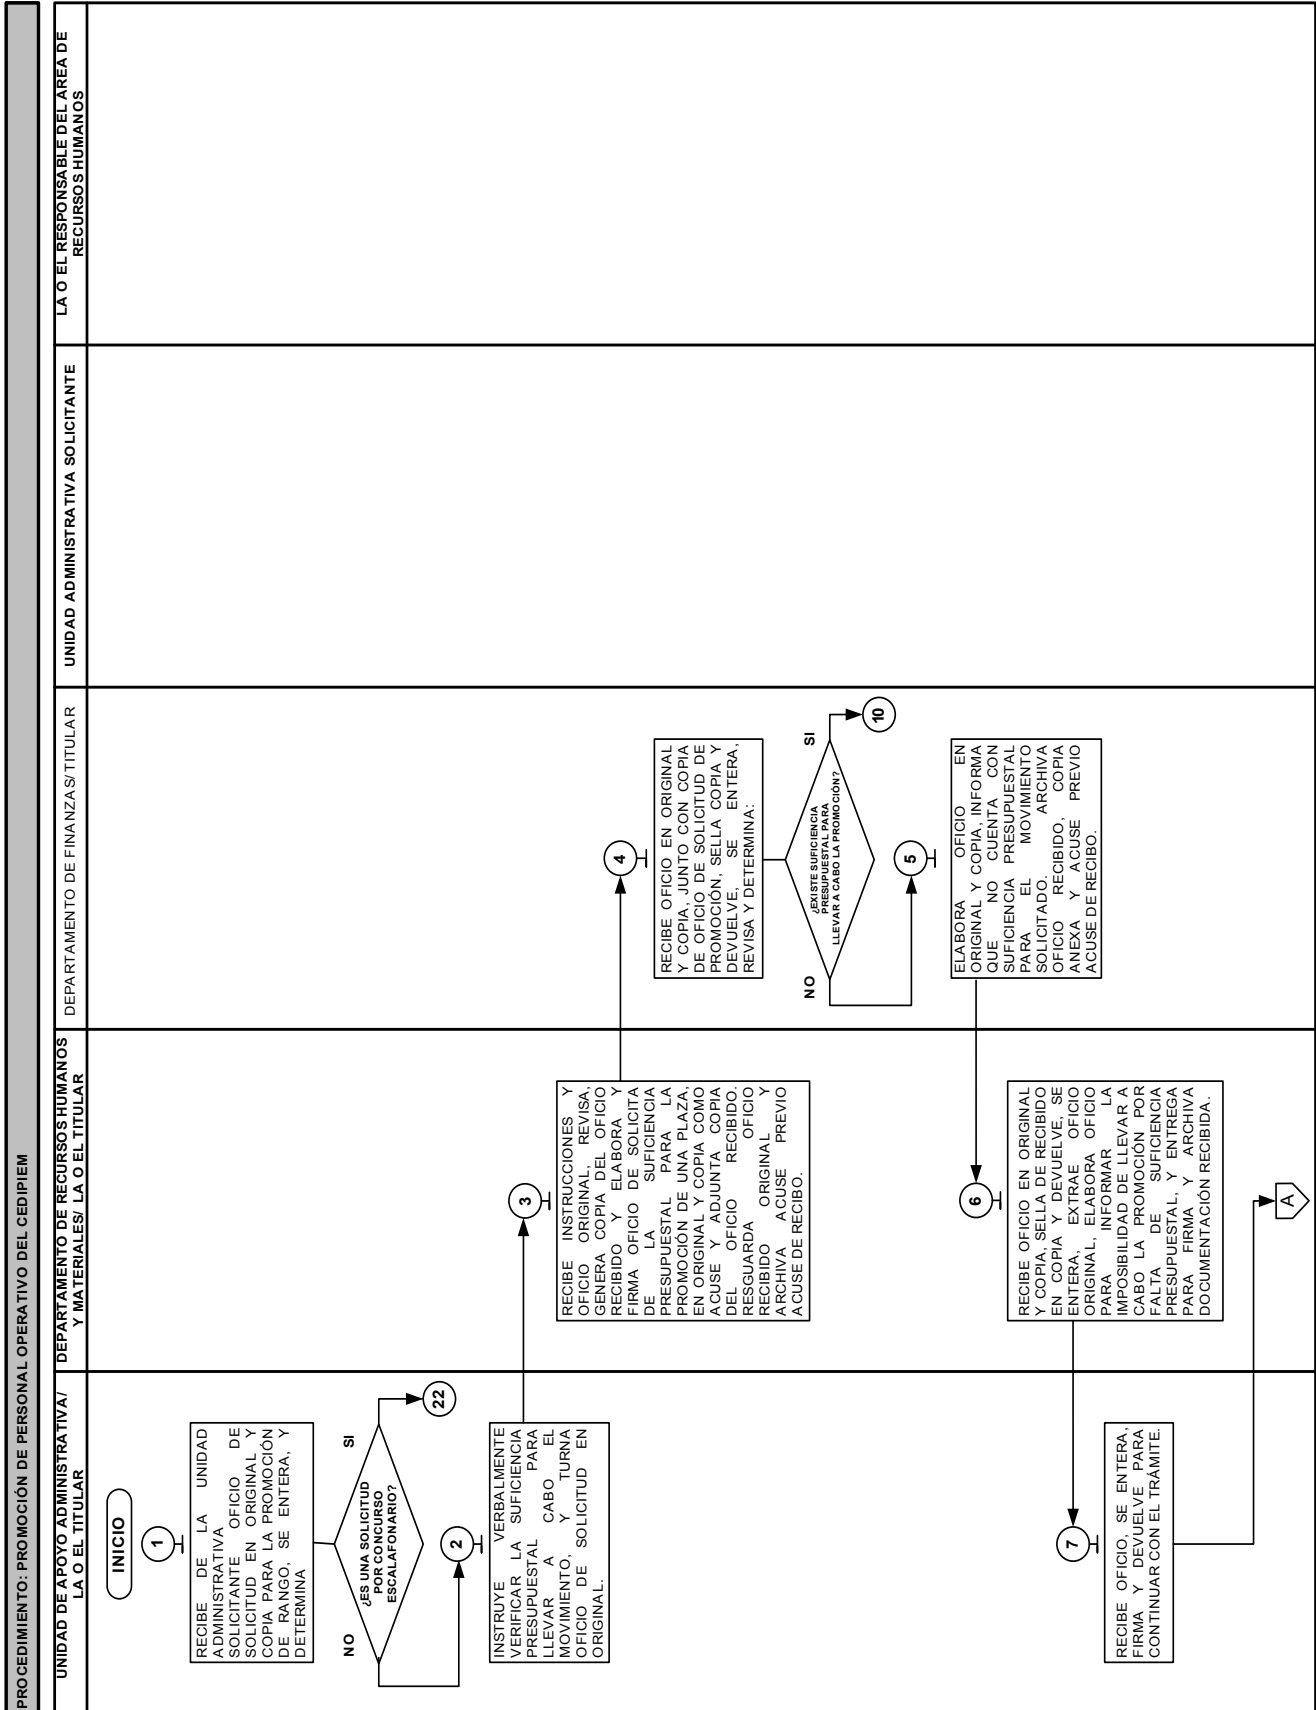 PROCEDIMIENTO: PROMOCIÓN DE PERSONAL OPERATIVO DEL CEDIPIEM
UNIDAD DE APOYO ADMINISTRATIVA/
LA O EL TITULAR
DEPARTAMENTO DE RECURSOS HUMANOS
Y MATERIALES/ LA O EL TITULAR
DEPARTAMENTO DE FINANZAS/TITULAR
UNIDAD ADMINISTRATIVA SOLICITANTE
LA O EL RESPONSABLE DEL AREA DE
RECURSOS HUMANOS
INICIO
1
RECIBE DE LA UNIDAD
ADMINISTRATIVA
SOLICITANTE OFICIO DE
SOLICITUD EN ORIGINAL Y
COPIA PARA LA PROMOCIÓN
DE RANGO, SE ENTERA, Y
DETERMINA
¿ES UNA SOLICITUD
POR CONCURSO
ESCALAFONARIO?
NO
SI
22
2
INSTRUYE VERBALMENTE
VERIFICAR LA SUFICIENCIA
PRESUPUESTAL PARA
LLEVAR A CABO EL
MOVIMIENTO, Y TURNA
OFICIO DE SOLICITUD EN
ORIGINAL.
3
RECIBE INSTRUCCIONES Y
OFICIO ORIGINAL, REVISA,
GENERA COPIA DEL OFICIO
RECIBIDO Y ELABORA Y
FIRMA OFICIO DE SOLICITA
DE LA SUFICIENCIA
PRESUPUESTAL PARA LA
PROMOCIÓN DE UNA PLAZA,
EN ORIGINAL Y COPIA COMO
ACUSE Y ADJUNTA COPIA
DEL OFICIO RECIBIDO.
RESGUARDA OFICIO
RECIBIDO ORIGINAL Y
ARCHIVA ACUSE PREVIO
ACUSE DE RECIBO.
4
RECIBE OFICIO EN ORIGINAL
Y COPIA, JUNTO CON COPIA
DE OFICIO DE SOLICITUD DE
PROMOCIÓN, SELLA COPIA Y
DEVUELVE, SE ENTERA,
REVISA Y DETERMINA:
¿EXISTE SUFICIENCIA
PRESUPUESTAL PARA
LLEVAR A CABO LA PROMOCIÓN?
NO
SI
10
5
ELABORA OFICIO EN
ORIGINAL Y COPIA, INFORMA
QUE NO CUENTA CON
SUFICIENCIA PRESUPUESTAL
PARA EL MOVIMIENTO
SOLICITADO. ARCHIVA
OFICIO RECIBIDO, COPIA
ANEXA Y ACUSE PREVIO
ACUSE DE RECIBO.
6
RECIBE OFICIO EN ORIGINAL
Y COPIA, SELLA DE RECIBIDO
EN COPIA Y DEVUELVE, SE
ENTERA, EXTRAE OFICIO
ORIGINAL, ELABORA OFICIO
PARA INFORMAR LA
IMPOSIBILIDAD DE LLEVAR A
CABO LA PROMOCIÓN POR
FALTA DE SUFICIENCIA
PRESUPUESTAL, Y ENTREGA
PARA FIRMA Y ARCHIVA
DOCUMENTACIÓN RECIBIDA.
7
RECIBE OFICIO, SE ENTERA,
FIRMA Y DEVUELVE PARA
CONTINUAR CON EL TRÁMITE.
A